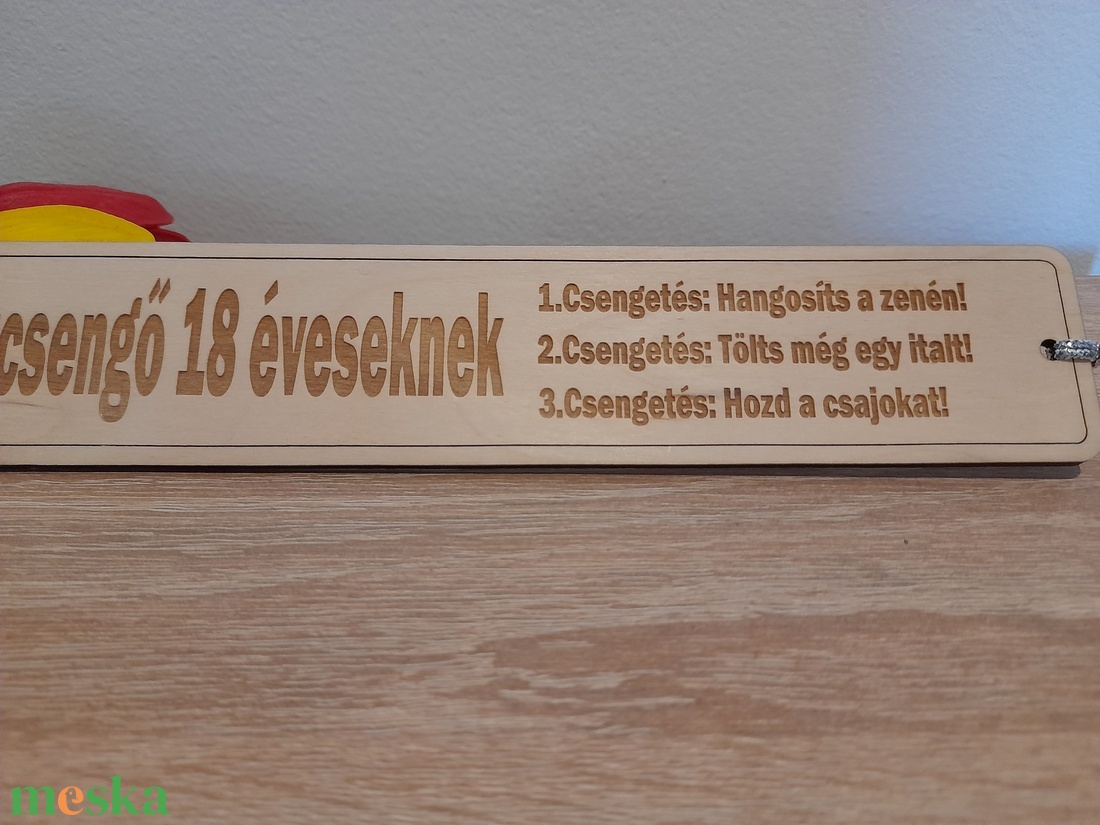 csengő 18 éveseknek
1.Csengetés: Hangosíts a zenén!
2.Csengetés: Tölts még egy italt!
3.Csengetés: Hozd a csajokat!
meska